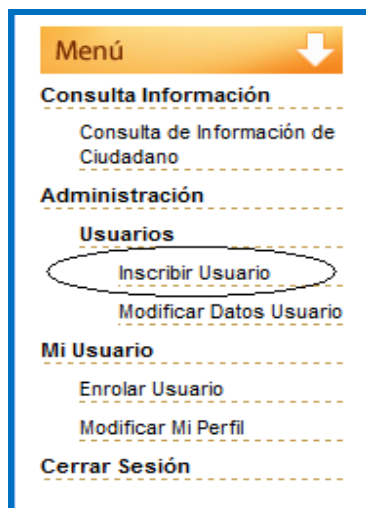 Menú
Consulta Información
Consulta de Información de
Ciudadano
Administración
Usuarios
Inscribir Usuario
Modificar Datos Usuario
Mi Usuario
Enrolar Usuario
Modificar Mi Perfil
Cerrar Sesión